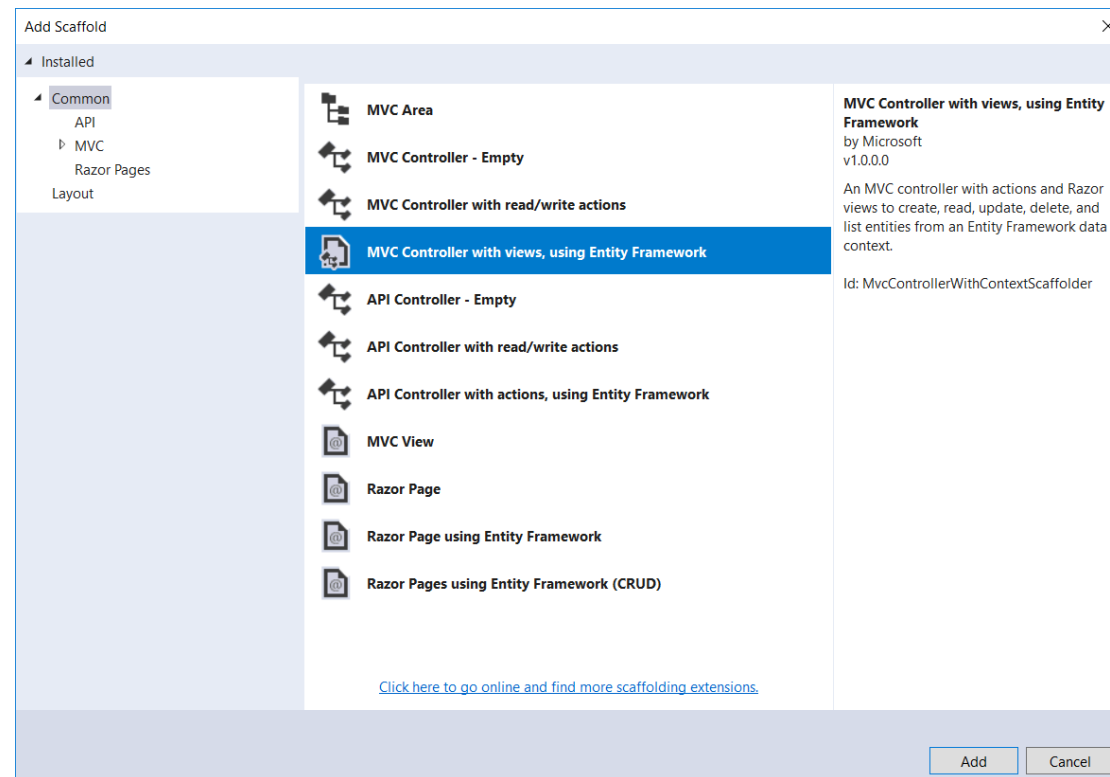 Add Scaffold
Installed
Common
API
MVC
Razor Pages
Layout
MVC Area
MVC Controller - Empty
MVC Controller with read/write actions
MVC Controller with views, using Entity Framework
API Controller - Empty
API Controller with read/write actions
API Controller with actions, using Entity Framework
MVC View
Razor Page
Razor Page using Entity Framework
Razor Pages using Entity Framework (CRUD)
Click here to go online and find more scaffolding extensions.
MVC Controller with views, using Entity
Framework
by Microsoft
v1.0.0.0
An MVC controller with actions and Razor
views to create, read, update, delete, and
list entities from an Entity Framework data
context.
Id: MvcControllerWithContextScaffolder
Add
Cancel